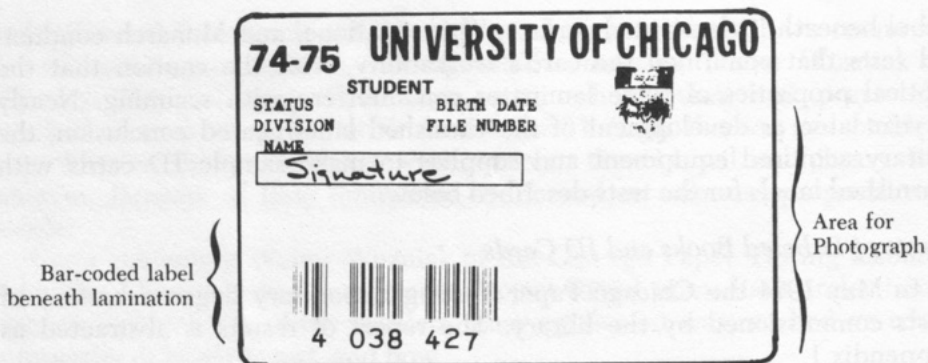 74-75 UNIVERSITY OF CHICAGO
STUDENT
STATUS BIRTH DATE
DIVISION FILE NUMBER
NAME
Signature
Area for
Photograph
Bar-coded label
beneath lamination
4 038 427